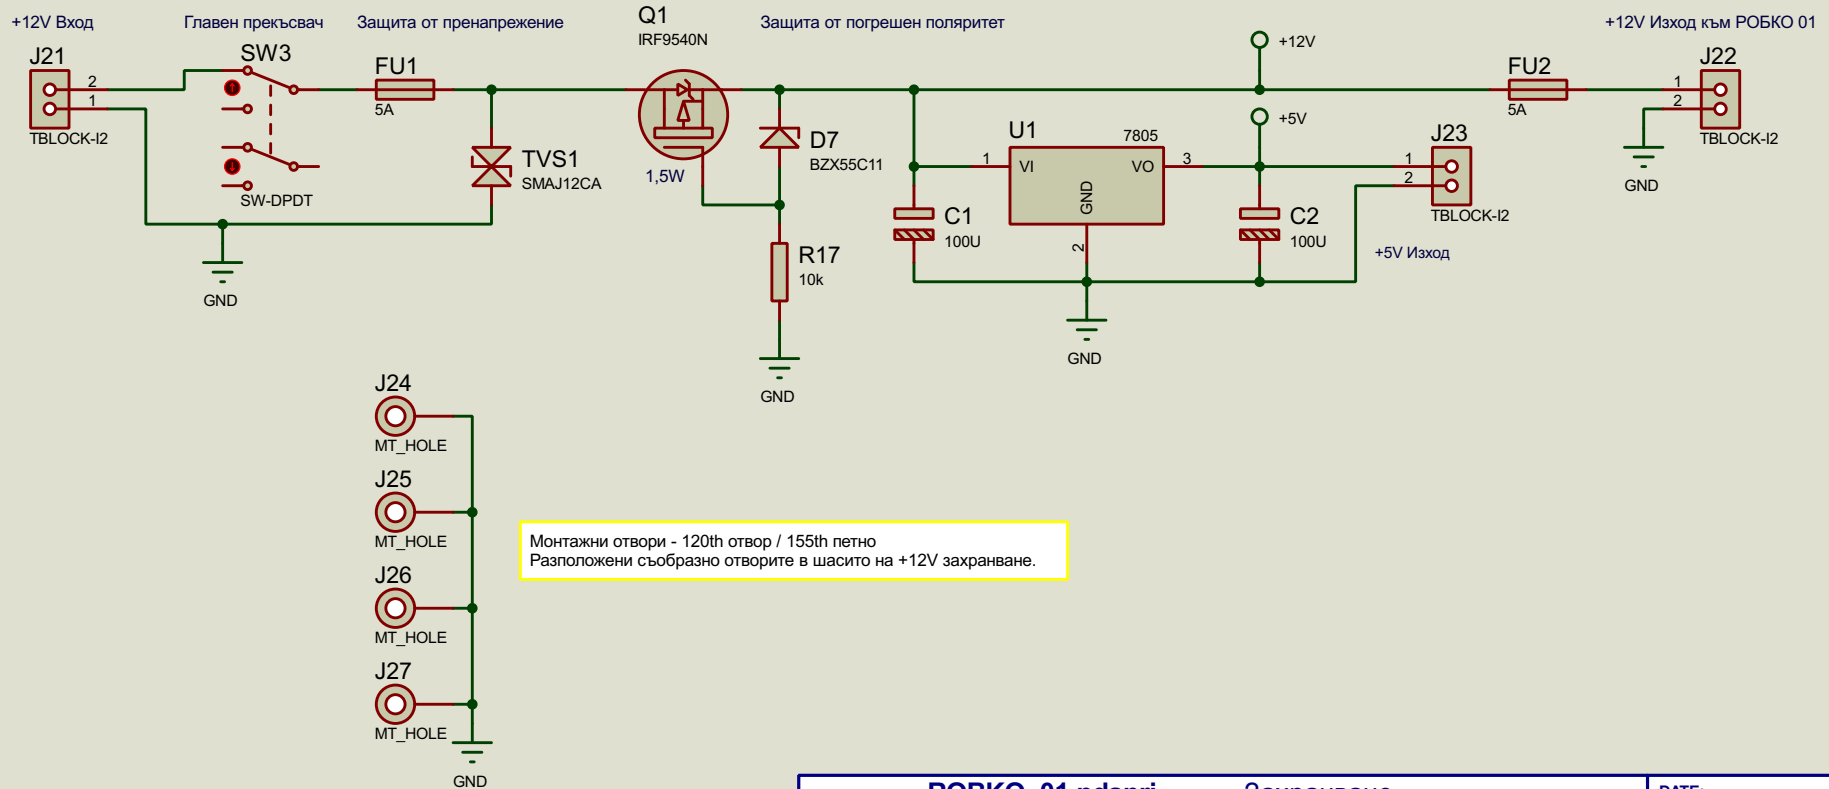 +12V Вход
Главен прекъсвач
Защита от пренапрежение
Q1
IRF9540N
Защита от погрешен поляритет
+12V Изход към РОБКО 01
J21
2
1
TBLOCK-I2
SW3
SW-DPDT
FU1
5A
TVS1
SMAJ12CA
1,5W
D7
BZX55C11
R17
10k
+12V
+5V
U1
7805
1
VI
VO
3
GND
2
C1
100U
C2
100U
J23
1
2
TBLOCK-I2
+5V Изход
FU2
5A
J22
1
2
TBLOCK-I2
GND
GND
GND
GND
J24
MT_HOLE
J25
MT_HOLE
J26
MT_HOLE
J27
MT_HOLE
GND
Монтажни отвори - 120th отвор / 155th петно
Разположени съобразно отворите в шасито на +12V захранване.